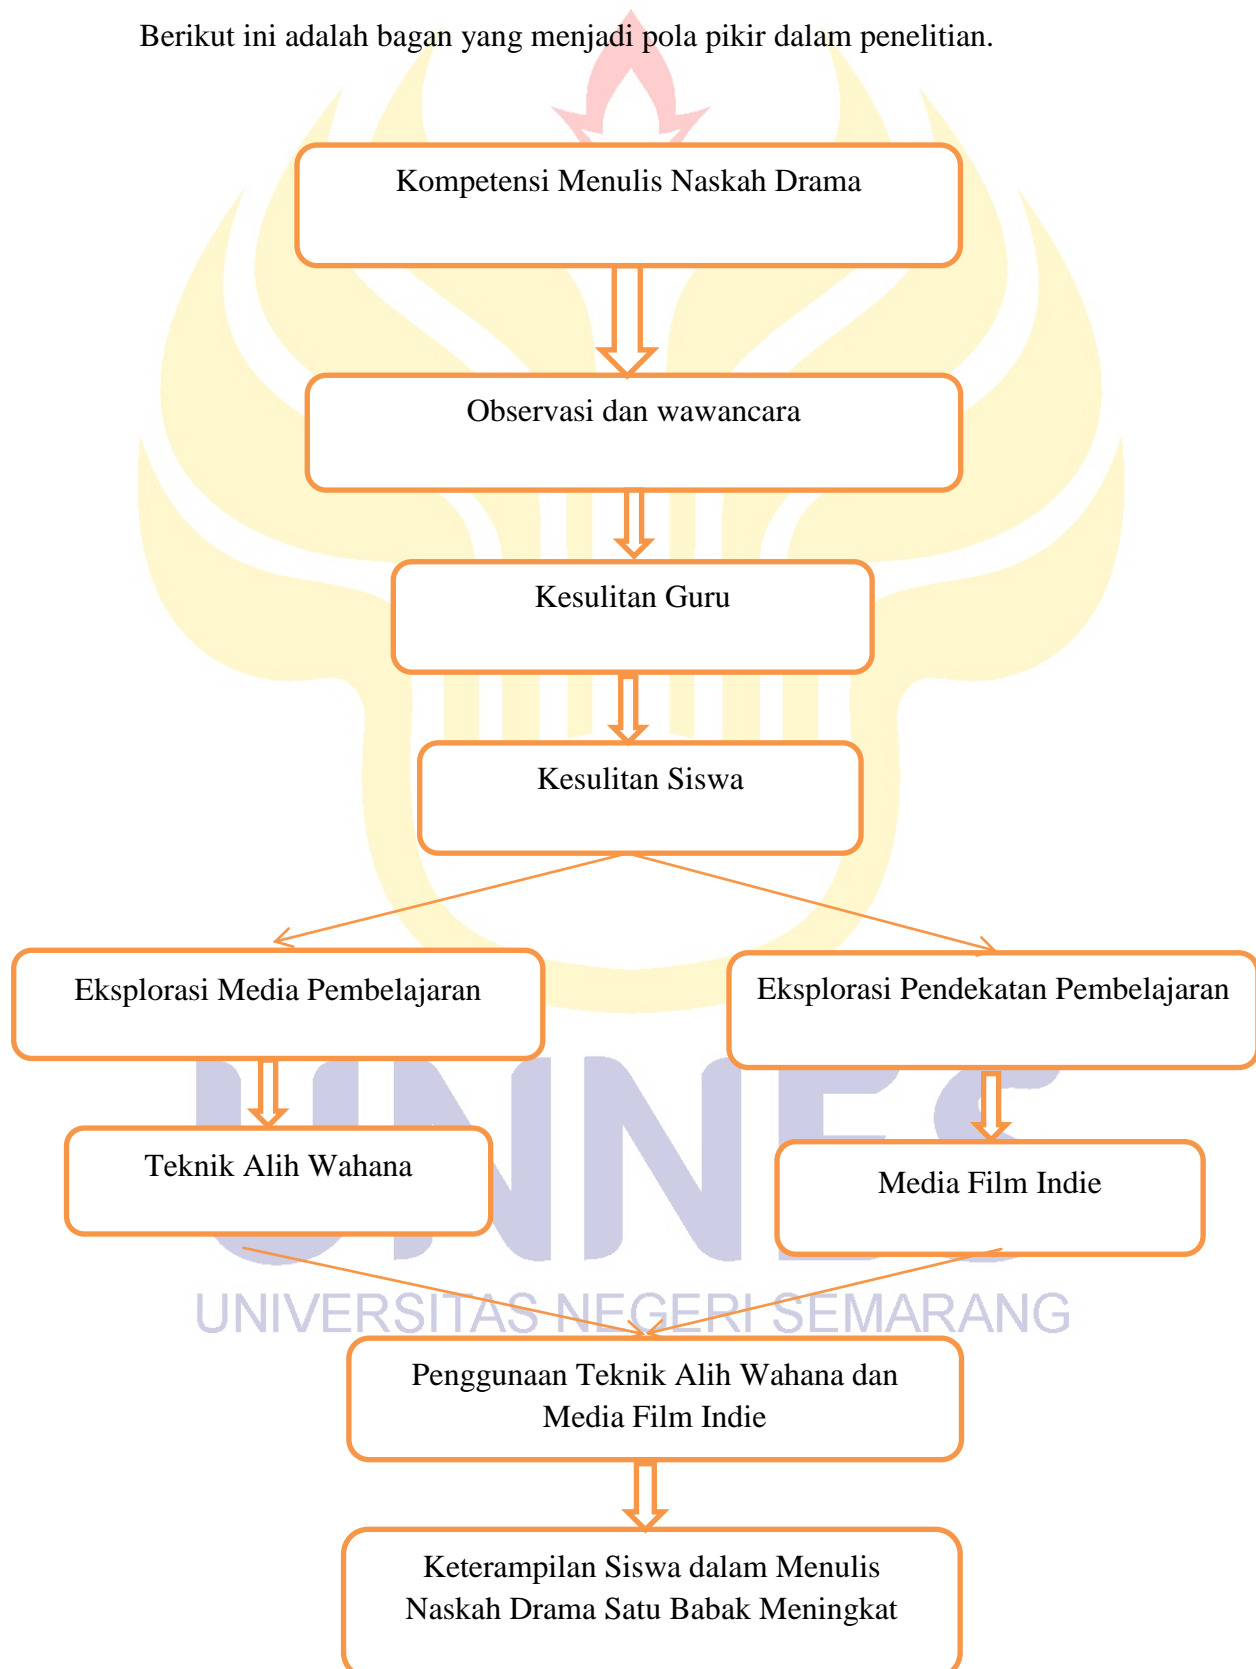 Berikut ini adalah bagan yang menjadi pola pikir dalam penelitian.
Kompetensi Menulis Naskah Drama
Observasi dan wawancara
Kesulitan Guru
Kesulitan Siswa
Eksplorasi Media Pembelajaran
Eksplorasi Pendekatan Pembelajaran
Teknik Alih Wahana
Media Film Indie
UNNES
UNIVERSITAS NEGERI SEMARANG
Penggunaan Teknik Alih Wahana dan
Media Film Indie
Keterampilan Siswa dalam Menulis
Naskah Drama Satu Babak Meningkat